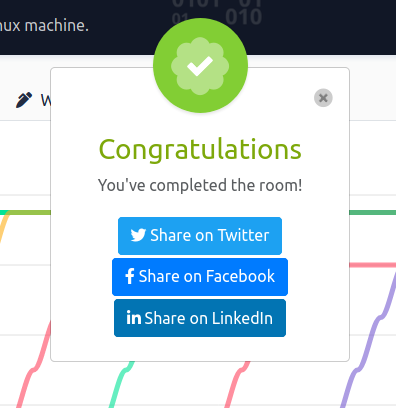 0101 01
01 010
nux machine.
W
Congratulations
You've completed the room!
Share on Twitter
Share on Facebook
Share on LinkedIn